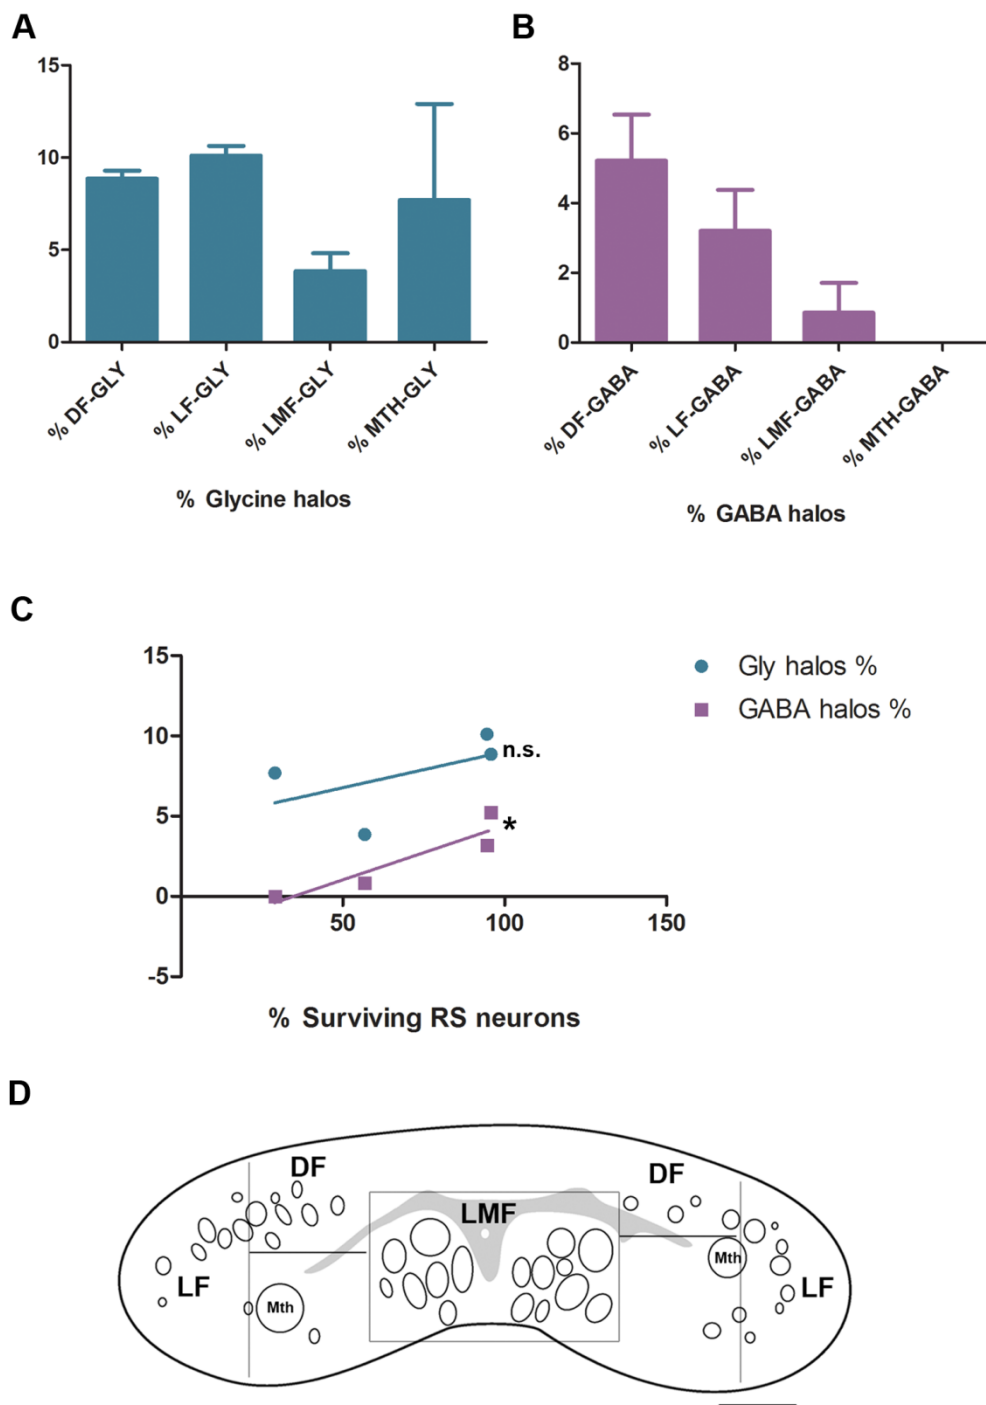 A
15
10
5
0
% DF-GLY
% LF-GLY
% LMF-GLY
% MTH-GLY
% Glycine halos
B
8
6
4
2
0
% DF-GABA
% LF-GABA
% LMF-GABA
% MTH-GABA
% GABA halos
C
15
10
5
0
-5
50
100
150
n.s.
*
Gly halos %
GABA halos %
% Surviving RS neurons
D
DF
DF
LMF
LF
Mth
Mth
LF